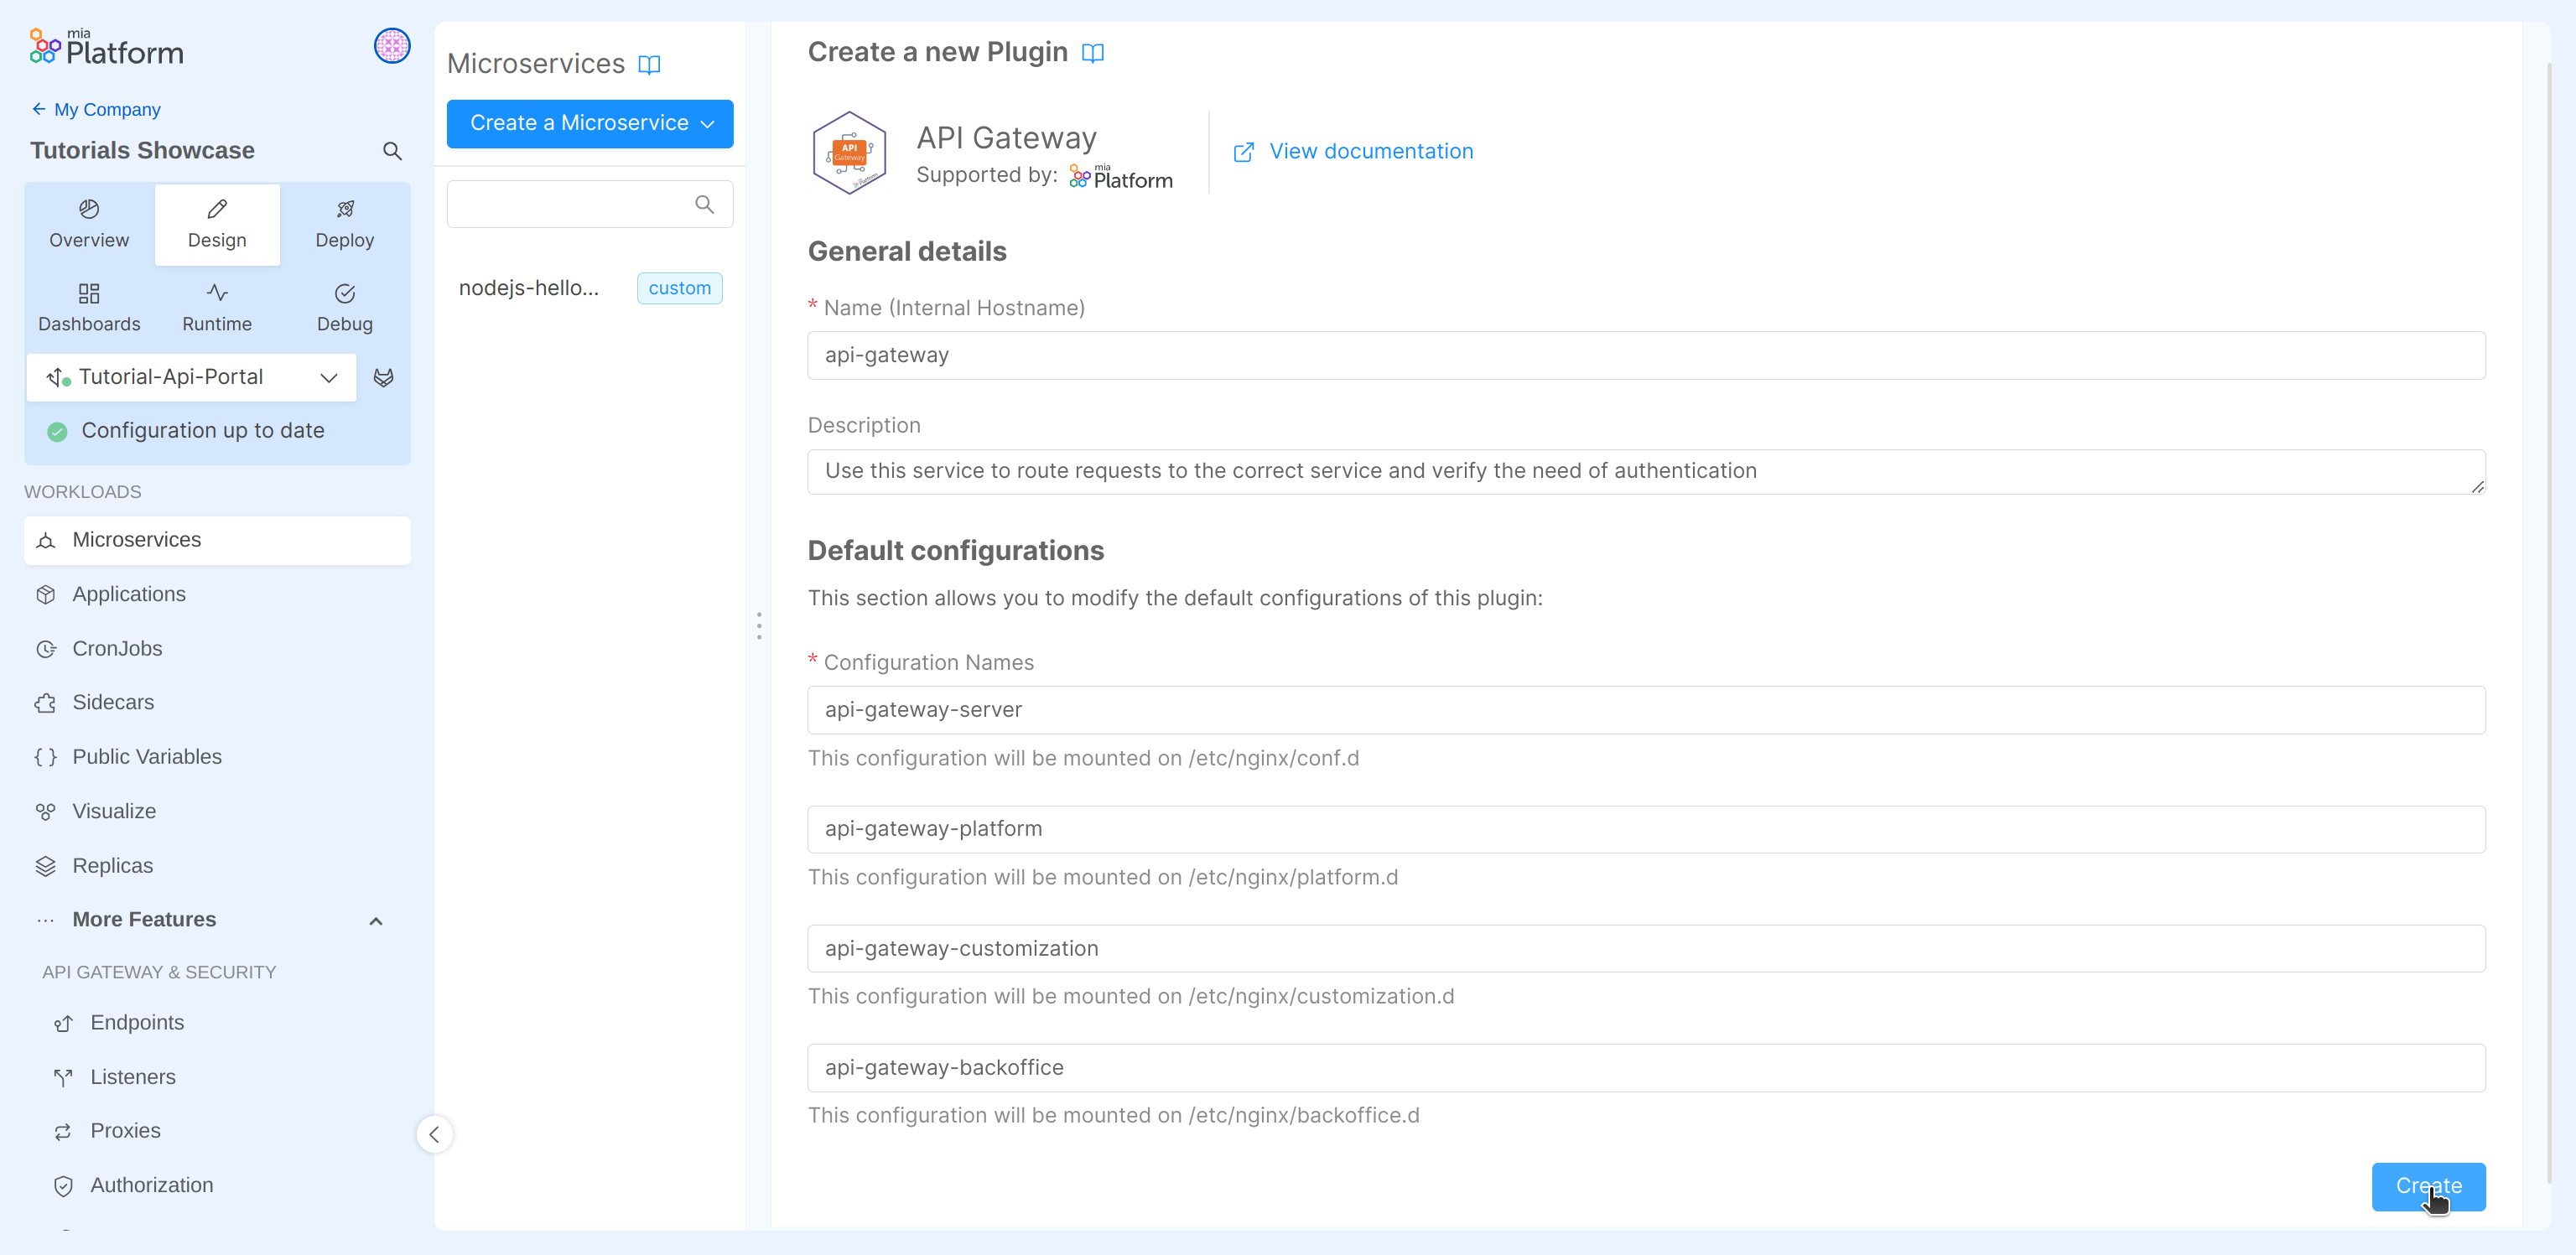 mia
Platform
My Company
Tutorials Showcase
Overview
Design
Deploy
Dashboards
Runtime
Debug
Tutorial-Api-Portal
Configuration up to date
WORKLOADS
Microservices
Applications
CronJobs
Sidecars
{ } Public Variables
Visualize
Replicas
··· More Features
API GATEWAY & SECURITY
Endpoints
Listeners
Proxies
Authorization
Microservices
Create a Microservice
nodejs-hello...
custom
Create a new Plugin
API
Gateway
mia Platform
API Gateway
Supported by: mia Platform
View documentation
General details
* Name (Internal Hostname)
api-gateway
Description
Use this service to route requests to the correct service and verify the need of authentication
Default configurations
This section allows you to modify the default configurations of this plugin:
* Configuration Names
api-gateway-server
This configuration will be mounted on /etc/nginx/conf.d
api-gateway-platform
This configuration will be mounted on /etc/nginx/platform.d
api-gateway-customization
This configuration will be mounted on /etc/nginx/customization.d
api-gateway-backoffice
This configuration will be mounted on /etc/nginx/backoffice.d
Create